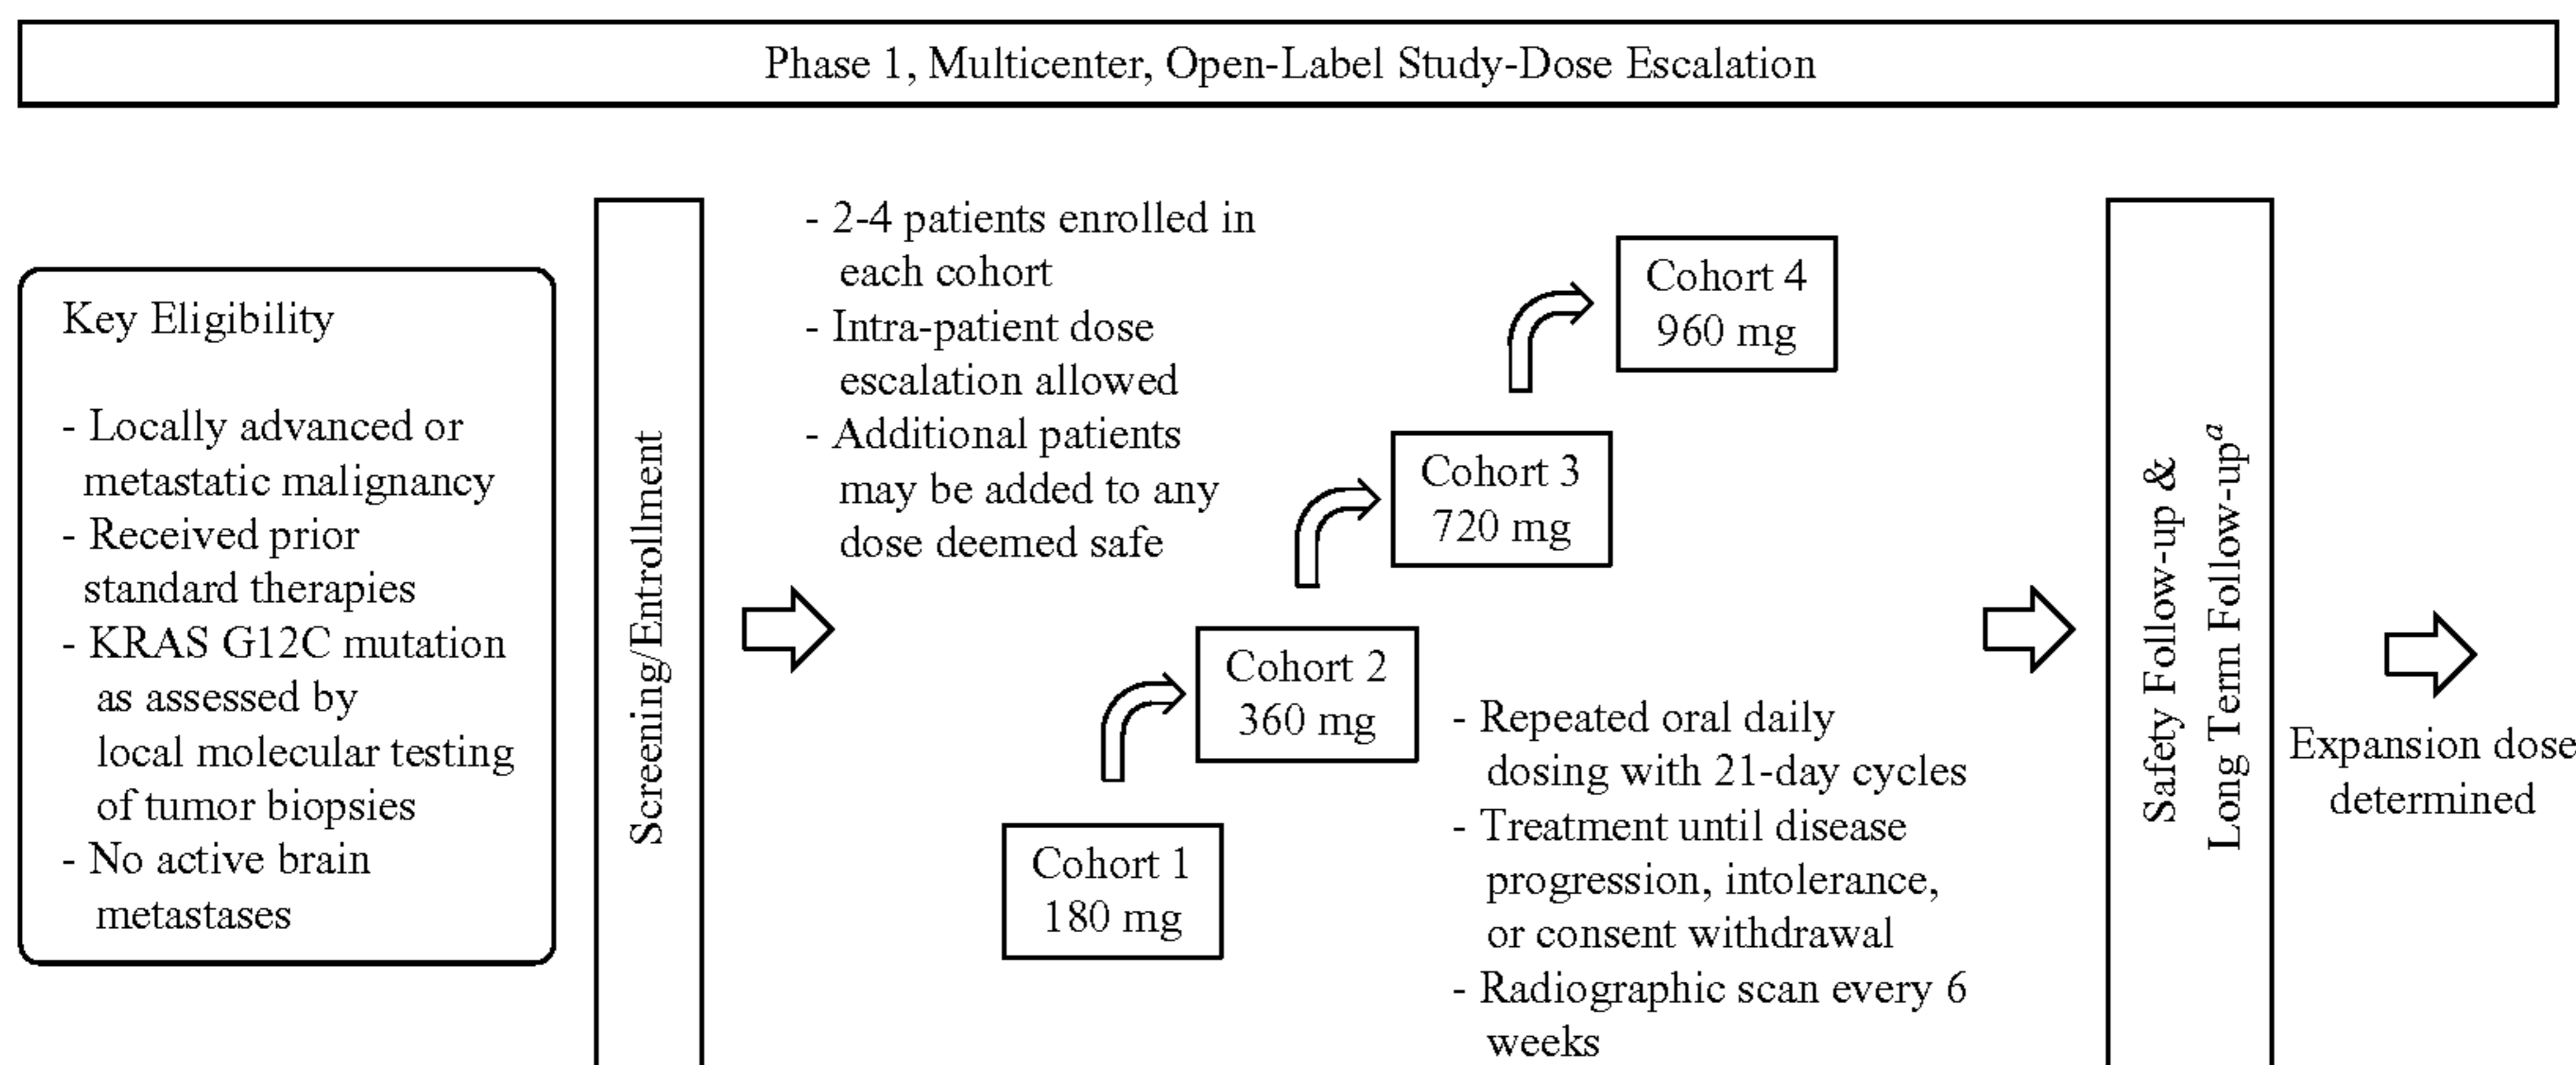 Phase 1, Multicenter, Open-Label Study-Dose Escalation
Key Eligibility
- Locally advanced or
metastatic malignancy
- Received prior
standard therapies
- KRAS G12C mutation
as assessed by
local molecular testing
of tumor biopsies
- No active brain
metastases
Screening/Entrollment
- 2-4 patients enrolled in
each cohort
- Intra-patient dose
escalation allowed
- Additional patients
may be added to any
dose deemed safe
Cohort 1
180 mg
Cohort 2
360 mg
Cohort 3
720 mg
Cohort 4
960 mg
- Repeated oral daily
dosing with 21-day cycles
- Treatment until disease
progression, intolerance,
or consent withdrawal
- Radiographic scan every 6
weeks
Safety Follow-up &
Long Term Follow-upᵃ
Expansion dose
determined